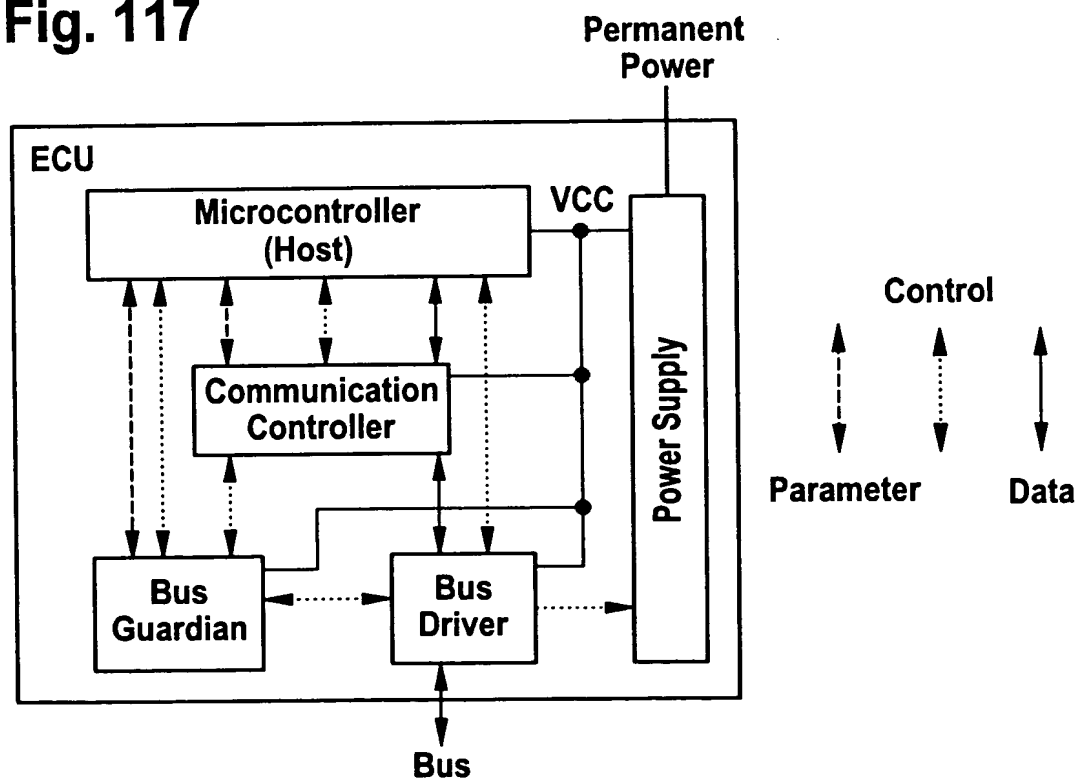 Fig. 117
Permanent
Power
ECU
Microcontroller
(Host)
VCC
Communication
Controller
Power Supply
Bus
Guardian
Bus
Driver
Bus
Control
Parameter
Data